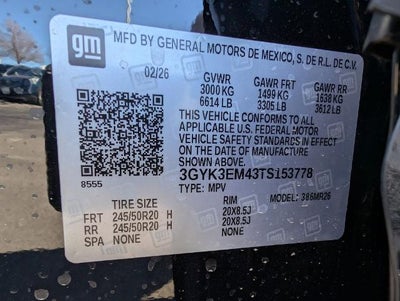 gm
MFD BY GENERAL MOTORS DE MEXICO, S. DE R.L. DE C.V.
02/26 GVWR GAWR FRT GAWR RR
3000 KG 1499 KG 1638 KG
6614 LB 3305 LB 3612 LB
THIS VEHICLE CONFORMS TO ALL
APPLICABLE U.S. FEDERAL MOTOR
VEHICLE SAFETY STANDARDS IN EFFECT
ON THE DATE OF MANUFACTURE SHOWN ABOVE.
3GYK3EM43TS153778
8555 TYPE: MPV MODEL: 386MR26
TIRE SIZE RIM
FRT 245/50R20 H 20X8.5J
RR 245/50R20 H 20X8.5J
SPA NONE NONE